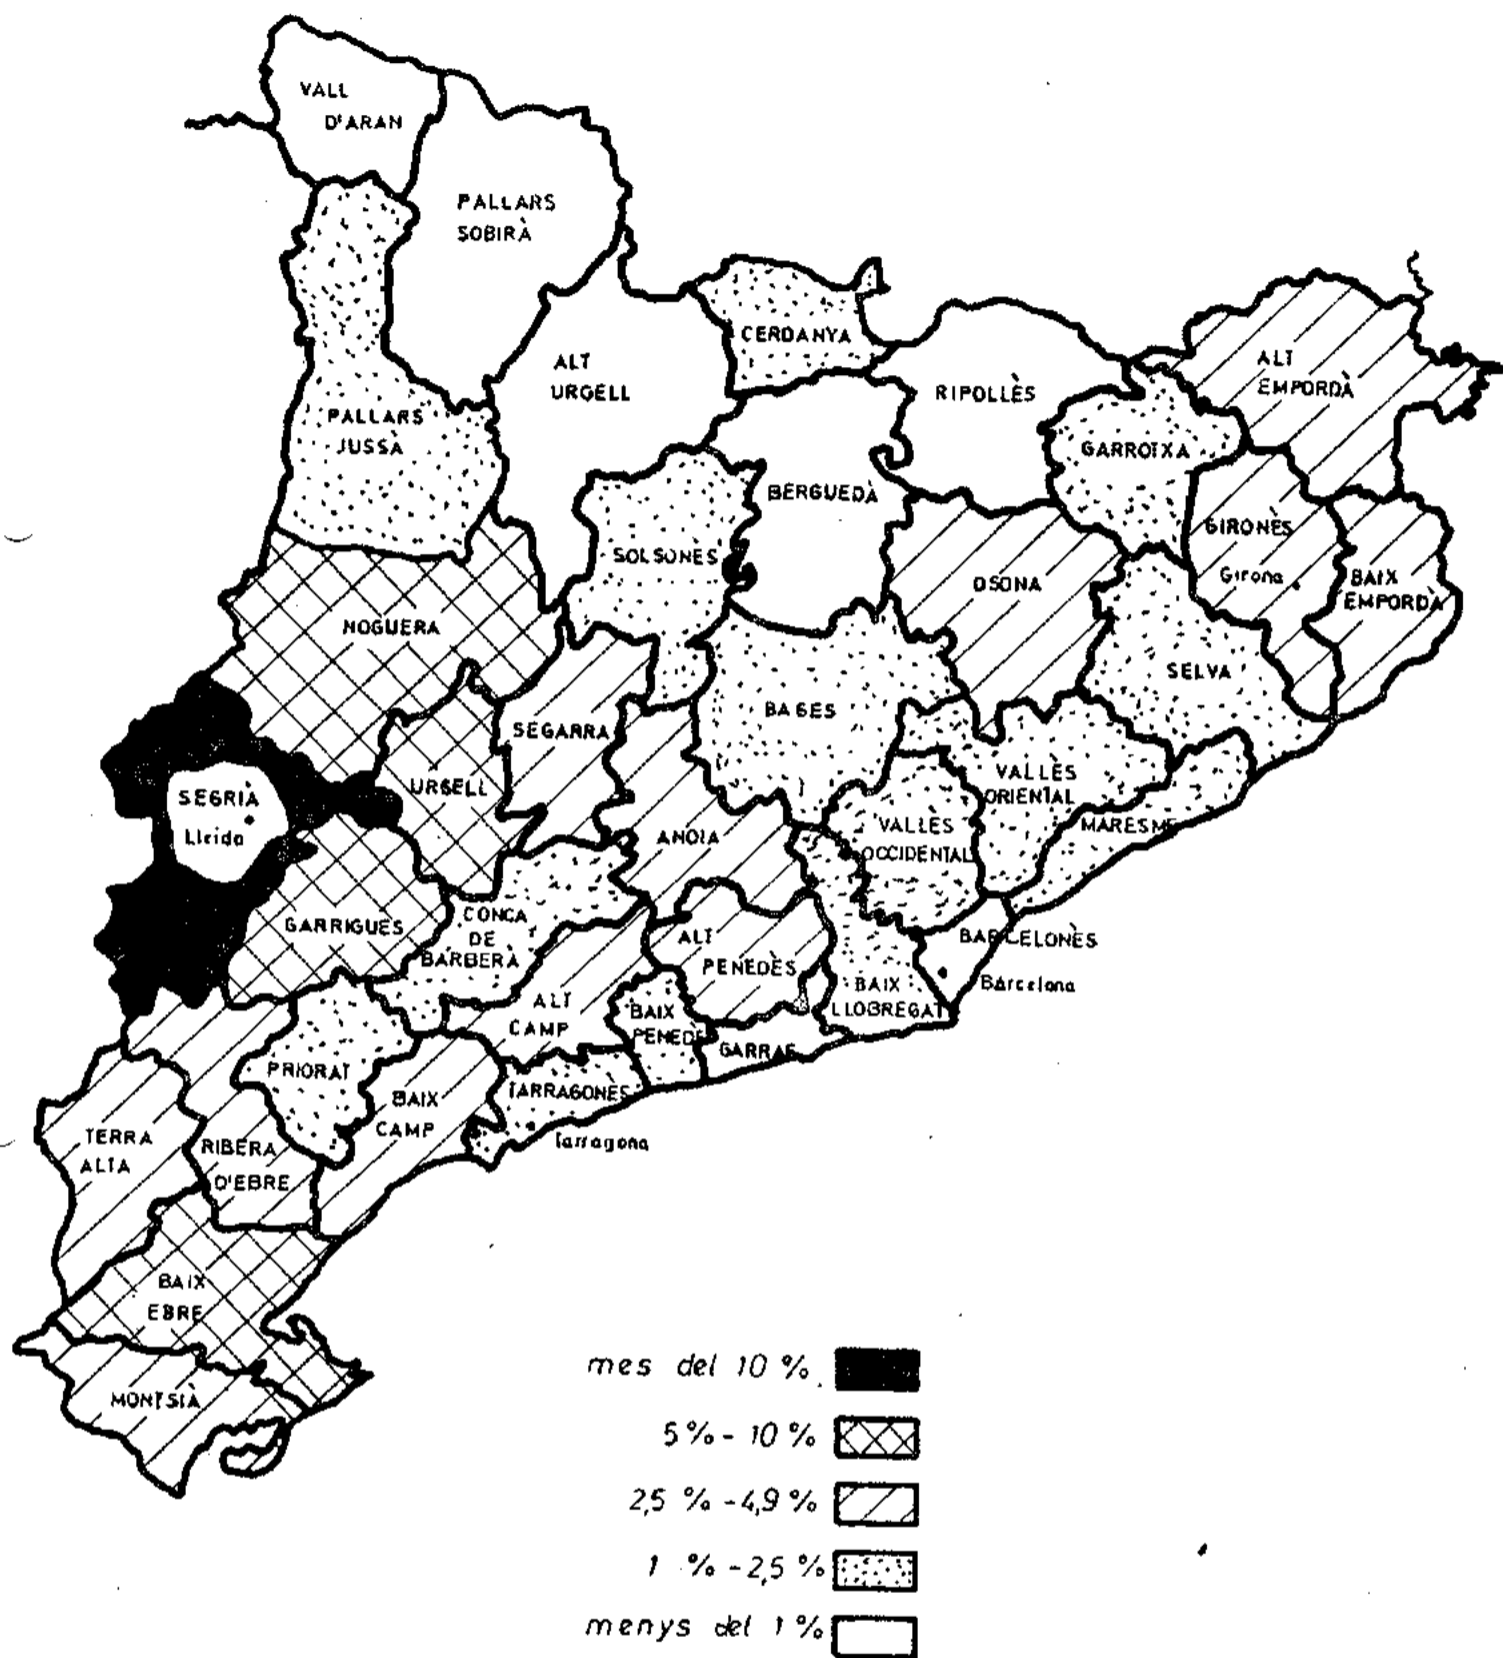 VALL
D'ARAN
PALLARS
SOBIRÀ
CERDANYA
ALT
URGELL
RIPOLLÈS
ALT
EMPORDÀ
PALLARS
JUSSÀ
GARROTXA
BERGUEDÀ
SOLSONÈS
OSONA
GIRONÈS
Girona
BAIX
EMPORDÀ
NOGUERA
SELVA
SEGARRA
BAGES
URGELL
SEGRIÀ
Lleida
VALLÈS
ORIENTAL
MARESME
ANOIA
VALLES
OCCIDENTAL
GARRIGUES
CONCA
DE
BARBERÀ
ALT
PENEDÈS
BARCELONÈS
Barcelona
BAIX
LLOBREGAT
ALT
CAMP
BAIX
PENEDÈ
GARRAF
PRIORAT
BAIX
CAMP
TARRAGONÈS
Tarragona
TERRA
ALTA
RIBERA
D'EBRE
BAIX
EBRE
MONTSIÀ
mes del 10 %
5 % - 10 %
2,5 % - 4,9 %
1 % - 2,5 %
menys del 1 %